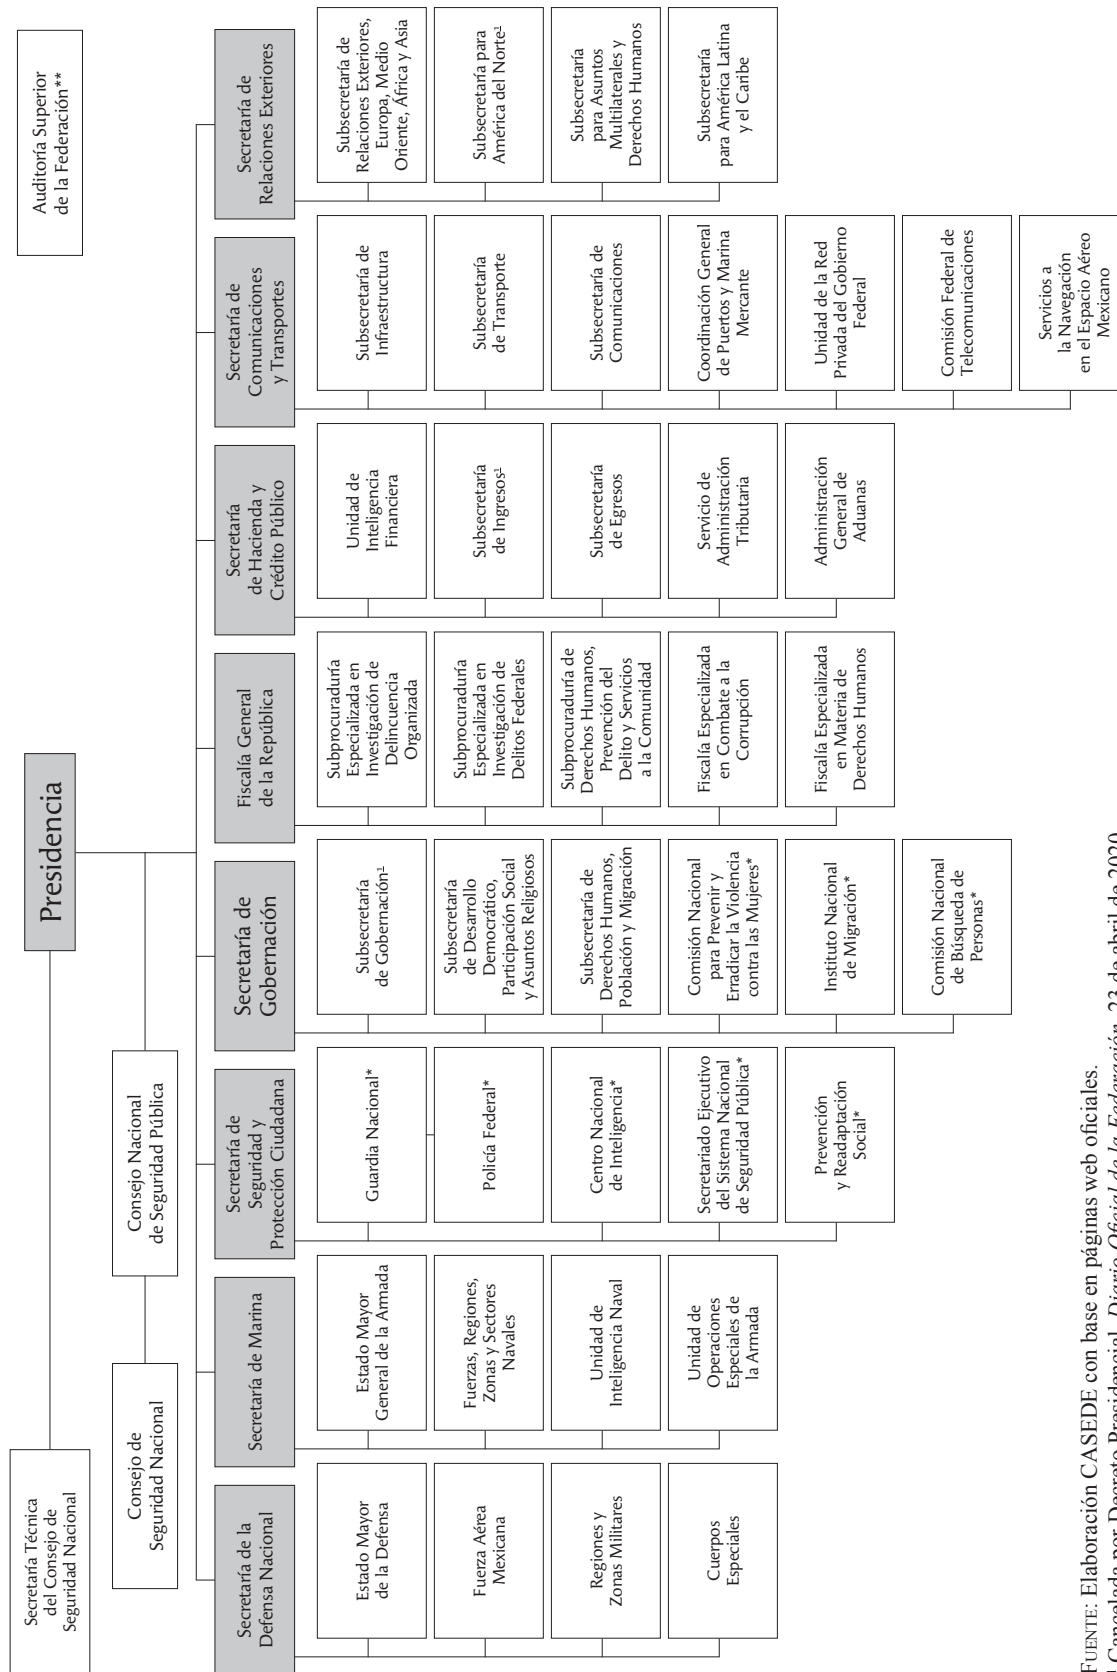 Secretaría Técnica
del Consejo de
Seguridad Nacional
Presidencia
Auditoría Superior
de la Federación**
Consejo de
Seguridad Nacional
Consejo Nacional
de Seguridad Pública
Secretaría de la
Defensa Nacional
Estado Mayor
de la Defensa
Fuerza Aérea
Mexicana
Regiones y
Zonas Militares
Cuerpos
Especiales
Secretaría de Marina
Estado Mayor
General de la Armada
Fuerzas, Regiones,
Zonas y Sectores
Navales
Unidad de
Inteligencia Naval
Unidad de
Operaciones
Especiales de
la Armada
Secretaría de
Seguridad y
Protección Ciudadana
Guardia Nacional*
Policía Federal*
Centro Nacional
de Inteligencia*
Secretariado Ejecutivo
del Sistema Nacional
de Seguridad Pública*
Prevención
y Readaptación
Social*
Secretaría de
Gobernación
Subsecretaría
de Gobernación¹
Subsecretaría
de Desarrollo
Democrático,
Participación Social
y Asuntos Religiosos
Subsecretaría de
Derechos Humanos,
Población y Migración
Comisión Nacional
para Prevenir y
Erradicar la Violencia
contra las Mujeres*
Instituto Nacional
de Migración*
Comisión Nacional
de Búsqueda de
Personas*
Fiscalía General
de la República
Subprocuraduría
Especializada en
Investigación de
Delincuencia
Organizada
Subprocuraduría
Especializada en
Investigación de
Delitos Federales
Subprocuraduría de
Derechos Humanos,
Prevención del
Delito y Servicios
a la Comunidad
Fiscalía Especializada
en Combate a la
Corrupción
Fiscalía Especializada
en Materia de
Derechos Humanos
Secretaría
de Hacienda y
Crédito Público
Unidad de
Inteligencia
Financiera
Subsecretaría
de Ingresos¹
Subsecretaría
de Egresos
Servicio de
Administración
Tributaria
Administración
General de
Aduanas
Secretaría de
Comunicaciones
y Transportes
Subsecretaría de
Infraestructura
Subsecretaría
de Transporte
Subsecretaría de
Comunicaciones
Coordinación General
de Puertos y Marina
Mercante
Unidad de la Red
Privada del Gobierno
Federal
Comisión Federal de
Telecomunicaciones
Servicios a
la Navegación
en el Espacio Aéreo
Mexicano
Secretaría de
Relaciones Exteriores
Subsecretaría de
Relaciones Exteriores,
Europa, Medio
Oriente, África y Asia
Subsecretaría para
América del Norte¹
Subsecretaría
para Asuntos
Multilaterales y
Derechos Humanos
Subsecretaría
para América Latina
y el Caribe
FUENTE: Elaboración CASEDE con base en páginas web oficiales.
Cancelada por Decreto Presidencial, Diario Oficial de la Federación, 23 de abril de 2020